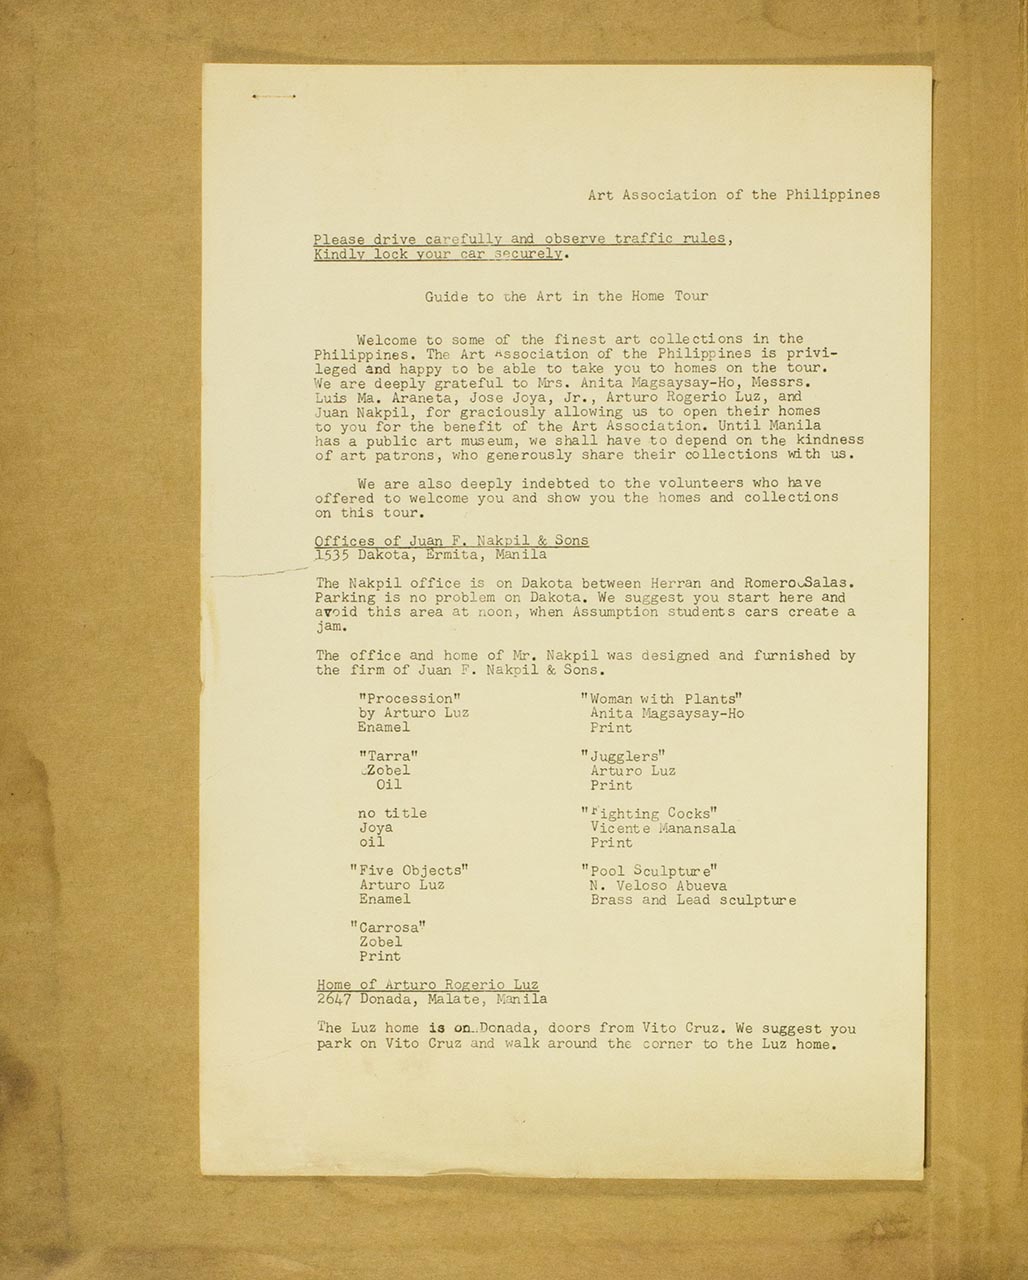 Art Association of the Philippines
Please drive carefully and observe traffic rules,
Kindly lock your car securely.
Guide to the Art in the Home Tour
Welcome to some of the finest art collections in the
Philippines. The Art Association of the Philippines is privi-
leged and happy to be able to take you to homes on the tour.
We are deeply grateful to Mrs. Anita Magsaysay-Ho, Messrs.
Luis Ma. Araneta, Jose Joya, Jr., Arturo Rogerio Luz, and
Juan Nakpil, for graciously allowing us to open their homes
to you for the benefit of the Art Association. Until Manila
has a public art museum, we shall have to depend on the kindness
of art patrons, who generously share their collections with us.
We are also deeply indebted to the volunteers who have
offered to welcome you and show you the homes and collections
on this tour.
Offices of Juan F. Nakpil & Sons
1535 Dakota, Ermita, Manila
The Nakpil office is on Dakota between Herran and Romero Salas.
Parking is no problem on Dakota. We suggest you start here and
avoid this area at noon, when Assumption students cars create a
jam.
The office and home of Mr. Nakpil was designed and furnished by
the firm of Juan F. Nakpil & Sons.
"Procession"
by Arturo Luz
Enamel
"Tarra"
Zobel
Oil
no title
Joya
oil
"Five Objects"
Arturo Luz
Enamel
"Carrosa"
Zobel
Print
"Woman with Plants"
Anita Magsaysay-Ho
Print
"Jugglers"
Arturo Luz
Print
"Fighting Cocks"
Vicente Manansala
Print
"Pool Sculpture"
N. Veloso Abueva
Brass and Lead sculpture
Home of Arturo Rogerio Luz
2647 Donada, Malate, Manila
The Luz home is on Donada, doors from Vito Cruz. We suggest you
park on Vito Cruz and walk around the corner to the Luz home.